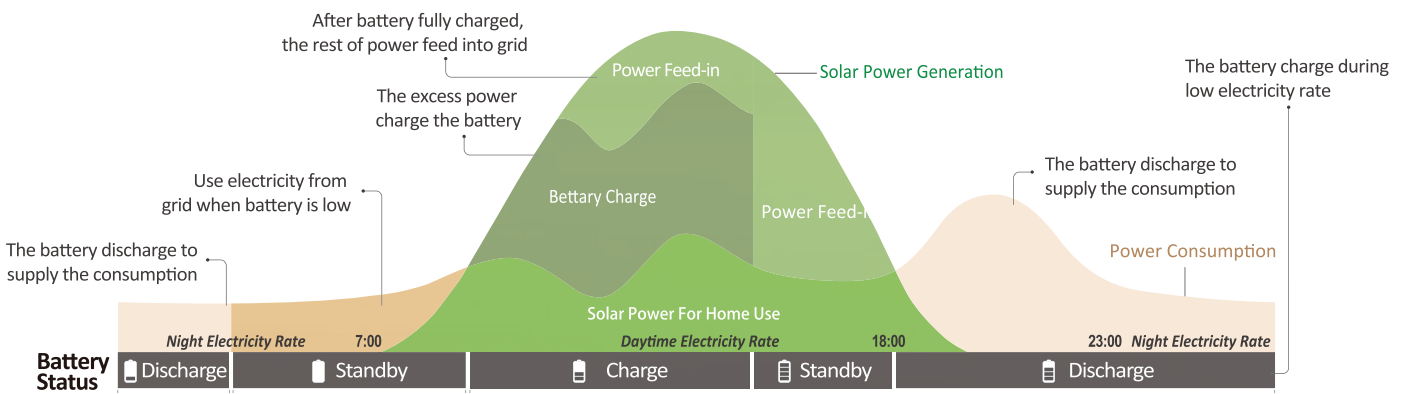 After battery fully charged,
the rest of power feed into grid
Power Feed-in
Solar Power Generation
The battery charge during
low electricity rate
The excess power
charge the battery
The battery discharge to
supply the consumption
Use electricity from
grid when battery is low
Bettary Charge
Power Feed-in
The battery discharge to
supply the consumption
Power Consumption
Solar Power For Home Use
Night Electricity Rate
7:00
Daytime Electricity Rate
18:00
23:00
Night Electricity Rate
Battery
Status
Discharge
Standby
Charge
Standby
Discharge